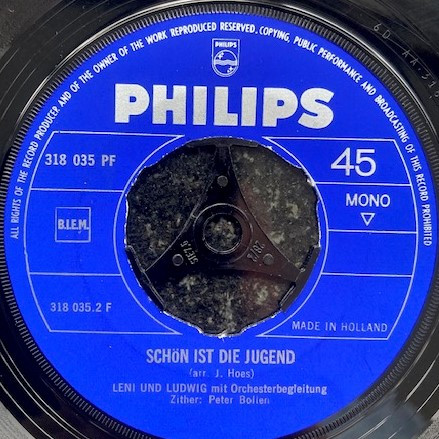 ALL RIGHTS OF THE RECORD PRODUCER AND OF THE OWNER OF THE WORK REPRODUCED RESERVED. COPYING, PUBLIC PERFORMANCE AND BROADCASTING OF THIS RECORD PROHIBITED
PHILIPS
PHILIPS
318 035 PF
45
B.I.E.M.
MONO
318 035.2 F
MADE IN HOLLAND
SCHÖN IST DIE JUGEND
(arr. J. Hoes)
LENI UND LUDWIG mit Orchesterbegleitung
Zither: Peter Bolien